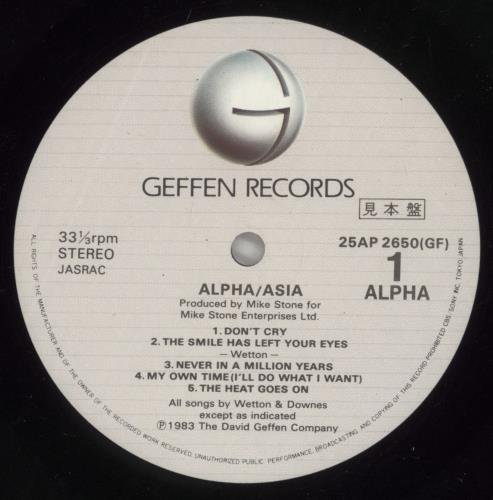 GEFFEN RECORDS
見本盤
33⅓rpm
STEREO
JASRAC
25AP 2650(GF)
1
ALPHA
ALPHA/ASIA
Produced by Mike Stone for
Mike Stone Enterprises Ltd.
1. DON'T CRY
2. THE SMILE HAS LEFT YOUR EYES
— Wetton —
3. NEVER IN A MILLION YEARS
4. MY OWN TIME(I'LL DO WHAT I WANT)
5. THE HEAT GOES ON
All songs by Wetton & Downes
except as indicated
℗1983 The David Geffen Company
ALL RIGHTS OF THE MANUFACTURER AND OF THE OWNER OF THE RECORDED WORK RESERVED. UNAUTHORIZED PUBLIC PERFORMANCE, BROADCASTING AND COPYING OF THIS RECORD PROHIBITED CBS/SONY INC. TOKYO, JAPAN